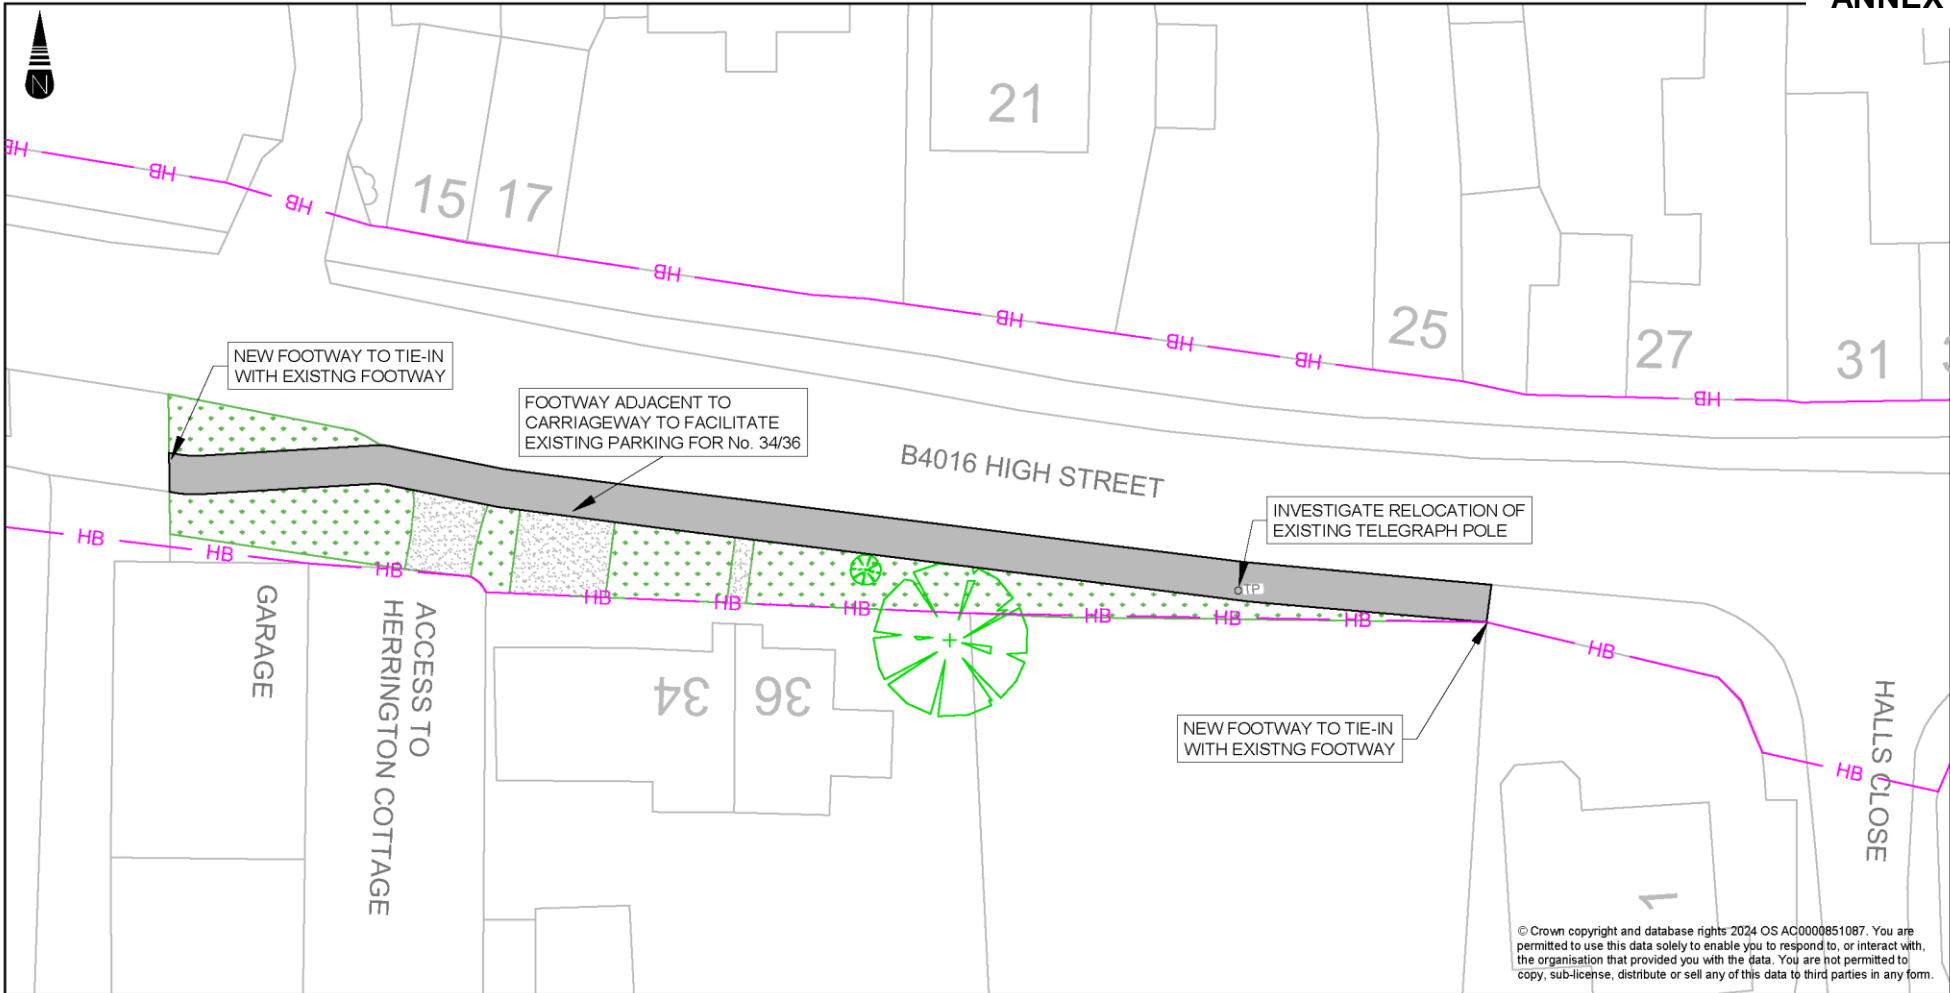 ANNEX
N
21
15
17
HB
HB
HB
HB
HB
HB
HB
HB
25
27
31
NEW FOOTWAY TO TIE-IN
WITH EXISTNG FOOTWAY
FOOTWAY ADJACENT TO
CARRIAGEWAY TO FACILITATE
EXISTING PARKING FOR No. 34/36
B4016 HIGH STREET
INVESTIGATE RELOCATION OF
EXISTING TELEGRAPH POLE
TP
HB
HB
HB
HB
HB
HB
HB
HB
HB
HB
HB
GARAGE
ACCESS TO
HERRINGTON COTTAGE
34
36
NEW FOOTWAY TO TIE-IN
WITH EXISTNG FOOTWAY
HALLS CLOSE
1
© Crown copyright and database rights 2024 OS AC0000851087. You are
permitted to use this data solely to enable you to respond to, or interact with,
the organisation that provided you with the data. You are not permitted to
copy, sub-license, distribute or sell any of this data to third parties in any form.